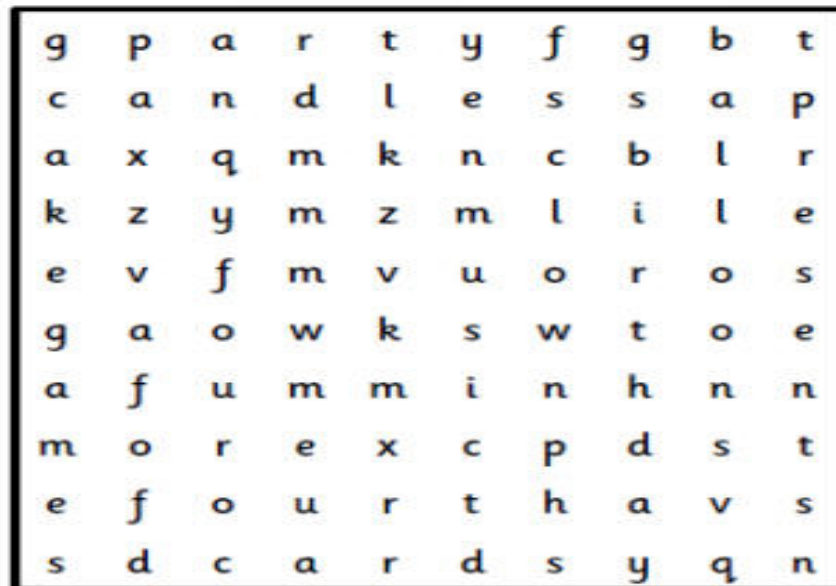 g p a r t y f g b t
c a n d l e s s a p
a x q m k n c b l r
k z y m z m l i l e
e v f m v u o r o s
g a o w k s w t o e
a f u m m i n h n n
m o r e x c p d s t
e f o u r t h a v s
s d c a r d s y q n